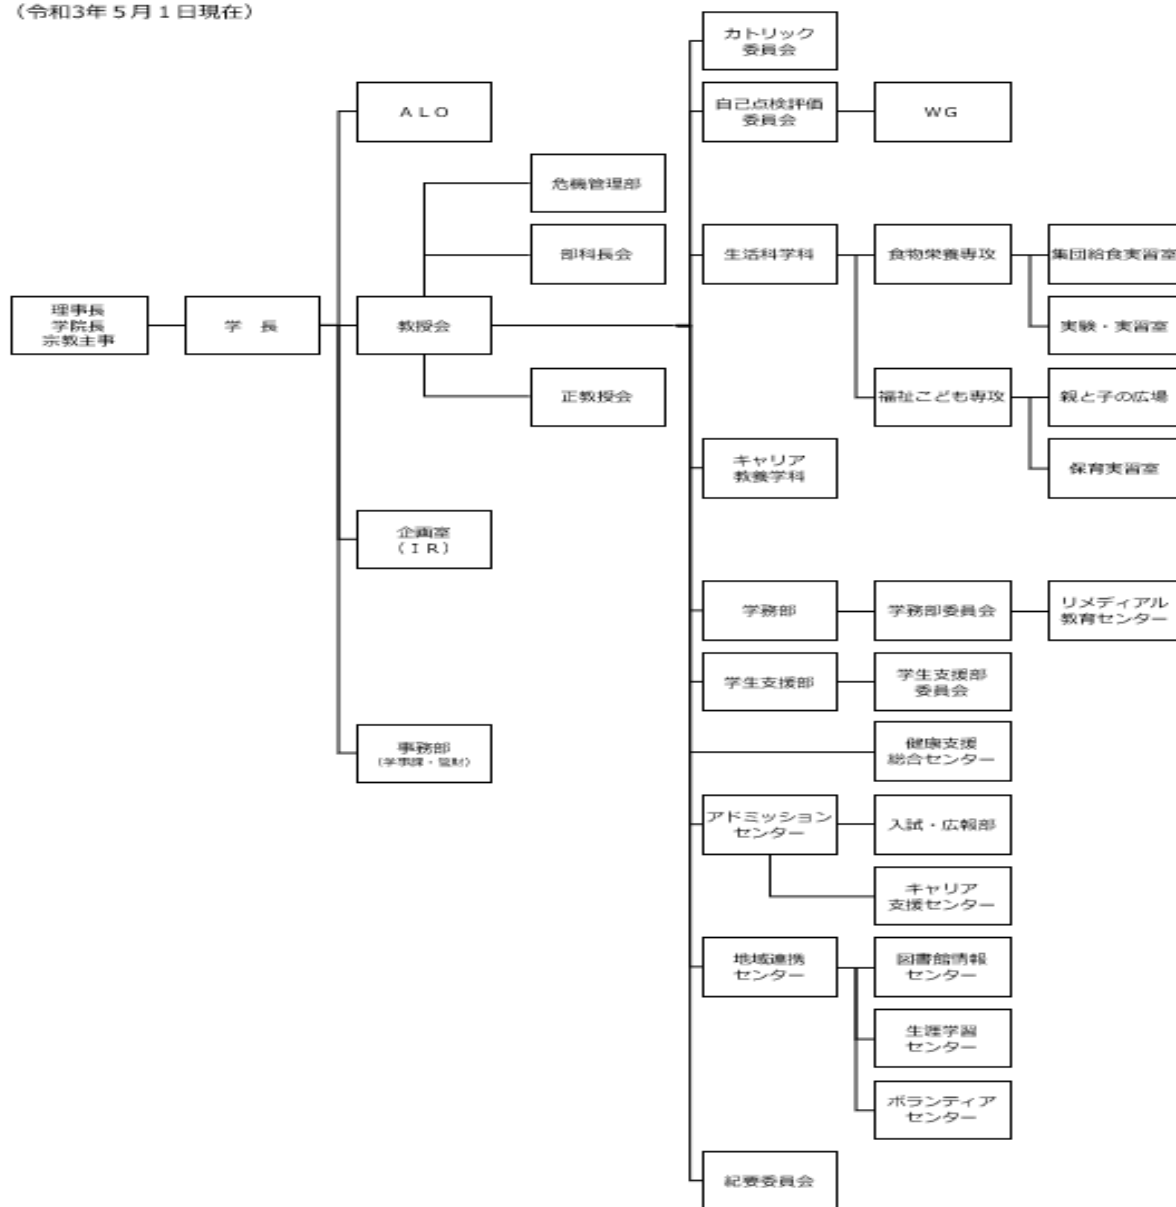 （令和3年５月１日現在）
カトリック
委員会
ＡＬＯ
自己点検評価
委員会
WG
危機管理部
部科長会
生活科学科
食物栄養専攻
集団給食実習室
理事長
学院長
宗教主事
学　長
教授会
実験・実習室
正教授会
福祉こども専攻
親と子の広場
キャリア
教養学科
保育実習室
企画室
（ＩＲ）
学務部
学務部委員会
リメディアル
教育センター
学生支援部
学生支援部
委員会
事務部
（学事課・管財）
健康支援
総合センター
アドミッション
センター
入試・広報部
キャリア
支援センター
地域連携
センター
図書館情報
センター
生涯学習
センター
ボランティア
センター
紀要委員会